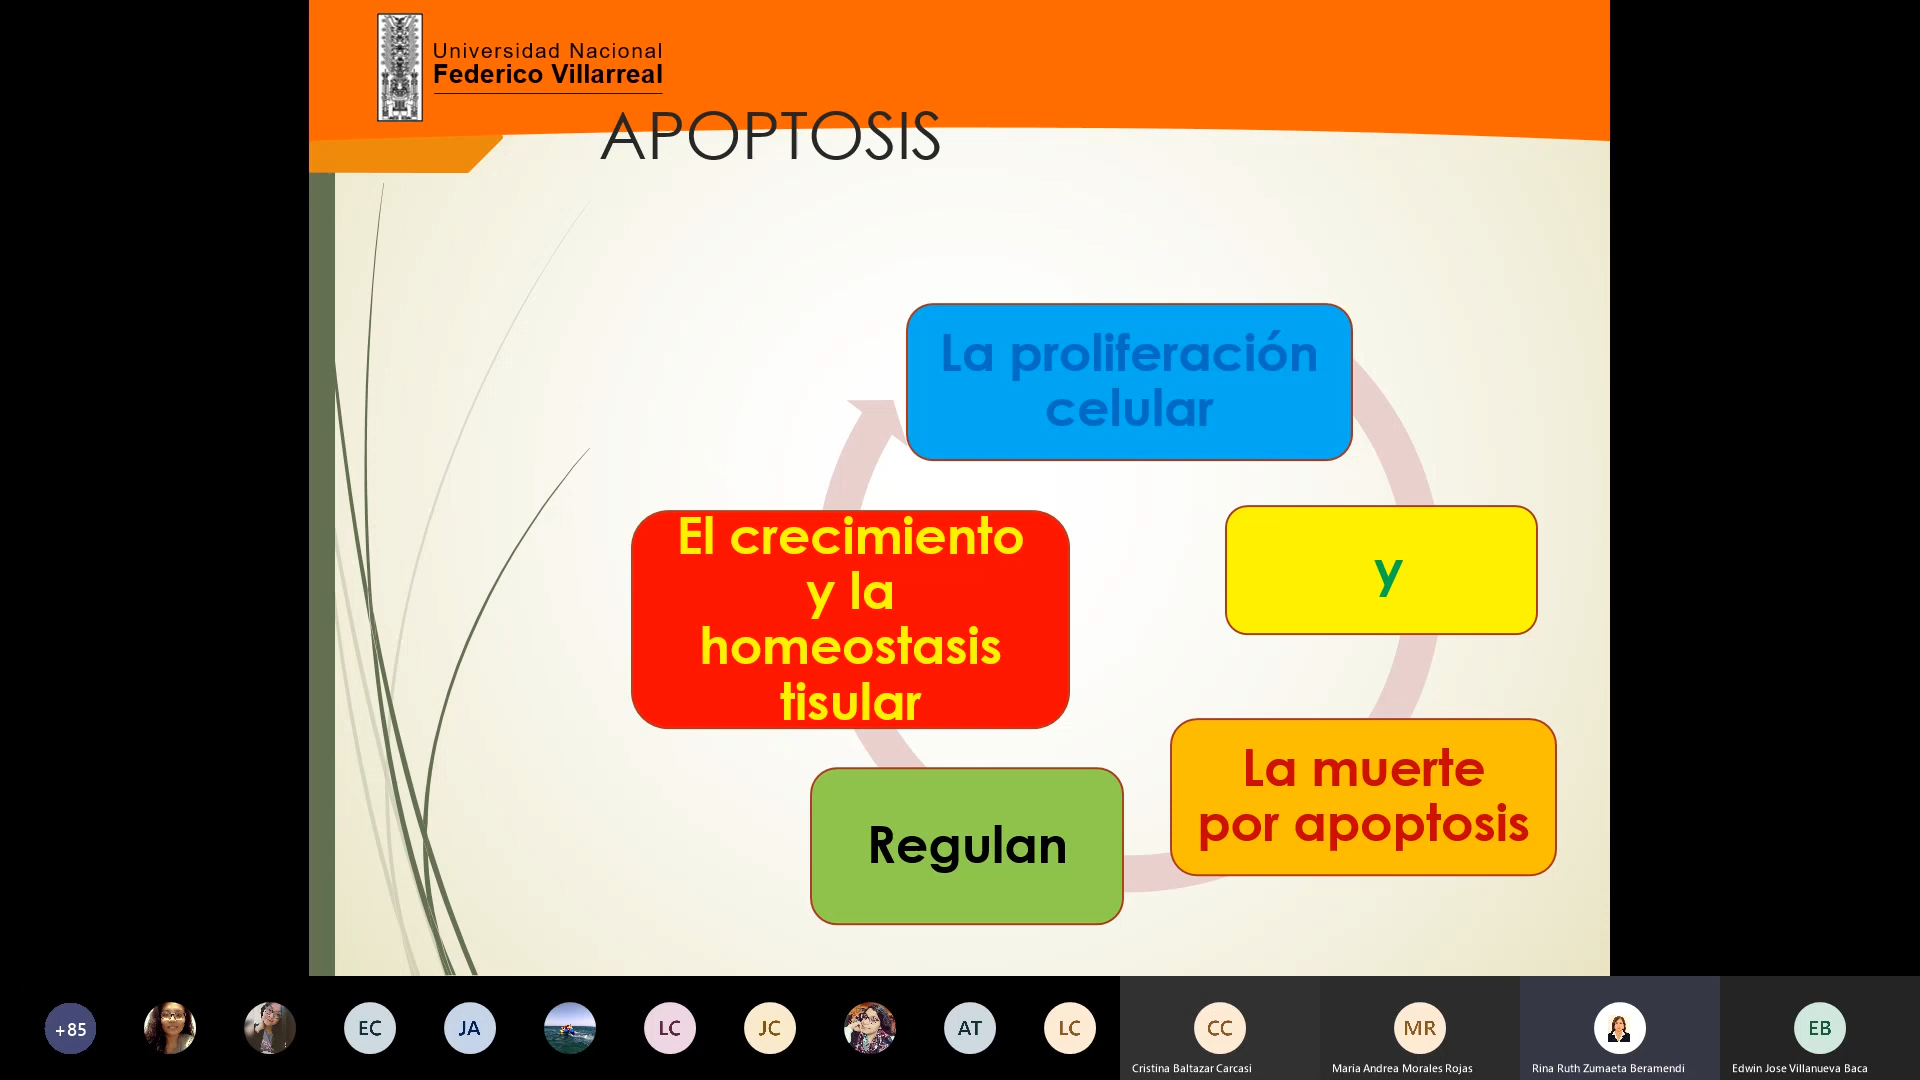 Universidad Nacional
Federico Villarreal
APOPTOSIS
La proliferación
celular
y
La muerte
por apoptosis
Regulan
El crecimiento
y la
homeostasis
tisular
+85
EC
JA
LC
JC
AT
LC
CC
MR
EB
Cristina Baltazar Carcasi
Maria Andrea Morales Rojas
Rina Ruth Zumaeta Beramendi
Edwin Jose Villanueva Baca